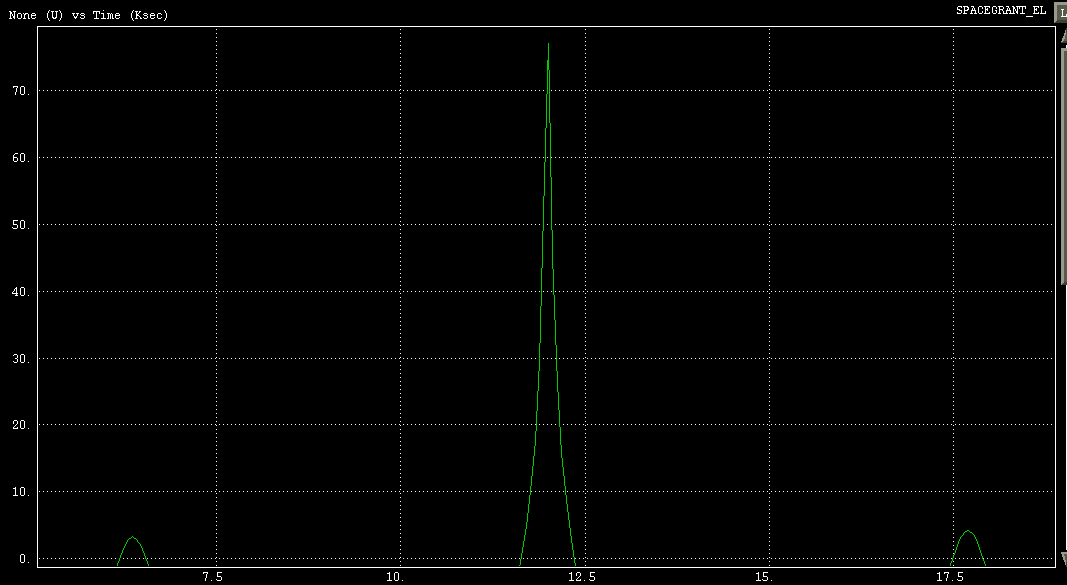 None (U) vs Time (Ksec)
SPACEGRANT_EL
L
70.
60.
50.
40.
30.
20.
10.
0.
7.5 10. 12.5 15. 17.5